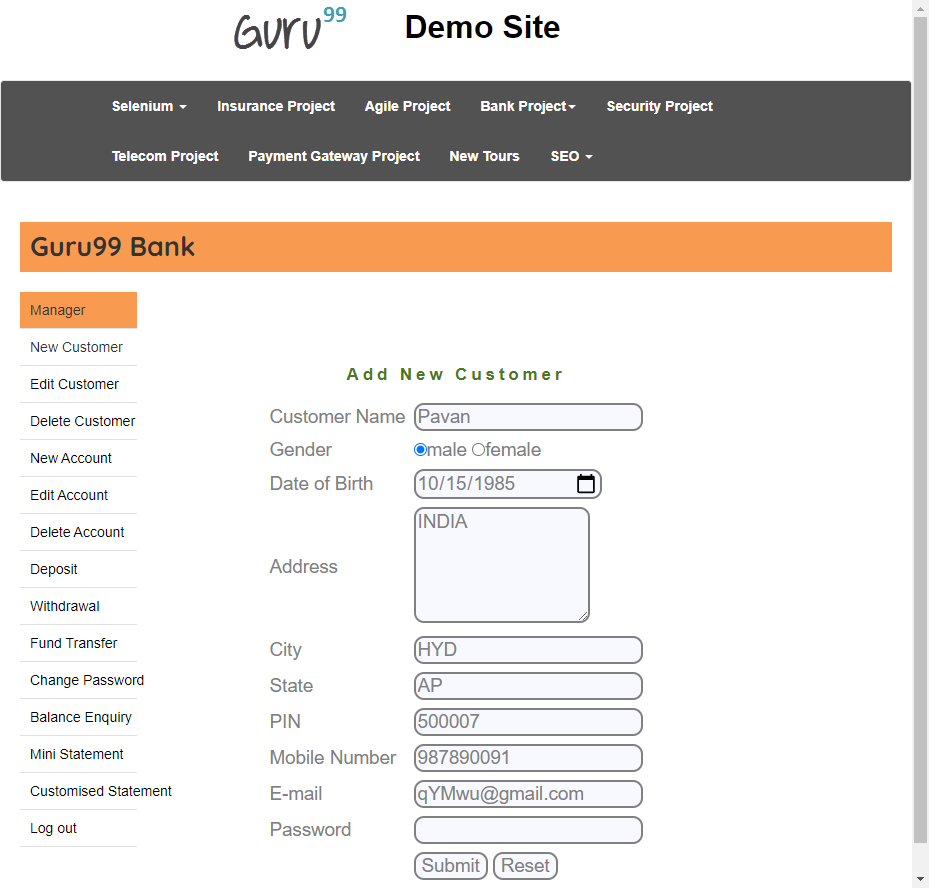 Guru99 Demo Site
Selenium Insurance Project Agile Project Bank Project Security Project
Telecom Project Payment Gateway Project New Tours SEO
Guru99 Bank
Manager
New Customer
Edit Customer
Delete Customer
New Account
Edit Account
Delete Account
Deposit
Withdrawal
Fund Transfer
Change Password
Balance Enquiry
Mini Statement
Customised Statement
Log out
Add New Customer
Customer Name Pavan
Gender male female
Date of Birth 10/15/1985
Address INDIA
City HYD
State AP
PIN 500007
Mobile Number 987890091
E-mail qYMwu@gmail.com
Password
Submit Reset